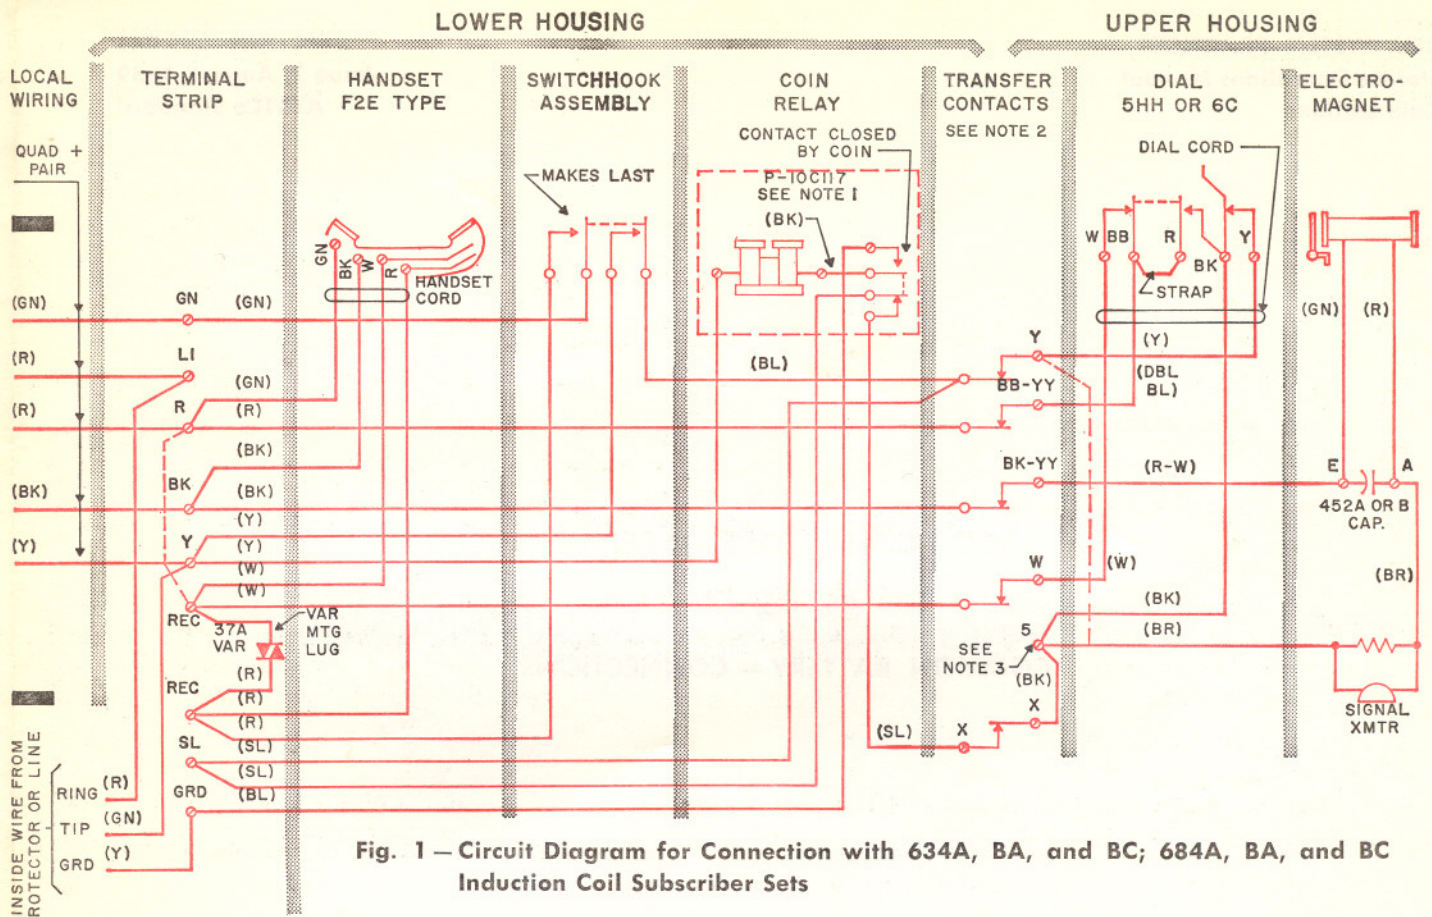 LOWER HOUSING
UPPER HOUSING
LOCAL
WIRING
TERMINAL
STRIP
HANDSET
F2E TYPE
SWITCHHOOK
ASSEMBLY
COIN
RELAY
TRANSFER
CONTACTS
SEE NOTE 2
DIAL
5HH OR 6C
ELECTRO-
MAGNET
QUAD +
PAIR
MAKES LAST
CONTACT CLOSED
BY COIN
P-10C117
SEE NOTE 1
(BK)
DIAL CORD
W
BB
R
BK
Y
STRAP
GN
BK
W
R
HANDSET
CORD
(GN)
(R)
(R)
(BK)
(Y)
GN
(GN)
LI
(GN)
R
(R)
(BK)
BK
(BK)
(Y)
Y
(Y)
(W)
(W)
REC
37A
VAR
VAR
MTG
LUG
(R)
REC
(R)
(R)
SL
(SL)
(SL)
GRD
(BL)
(BL)
(SL)
Y
BB-YY
BK-YY
W
5
SEE
NOTE 3
(BK)
X
X
(Y)
(DBL
BL)
(R-W)
(W)
(BK)
(BR)
(GN)
(R)
E
A
452A OR B
CAP.
(BR)
SIGNAL
XMTR
INSIDE WIRE FROM
ROTECTOR OR LINE
RING
(R)
TIP
(GN)
GRD
(Y)
Fig. 1 — Circuit Diagram for Connection with 634A, BA, and BC; 684A, BA, and BC
Induction Coil Subscriber Sets